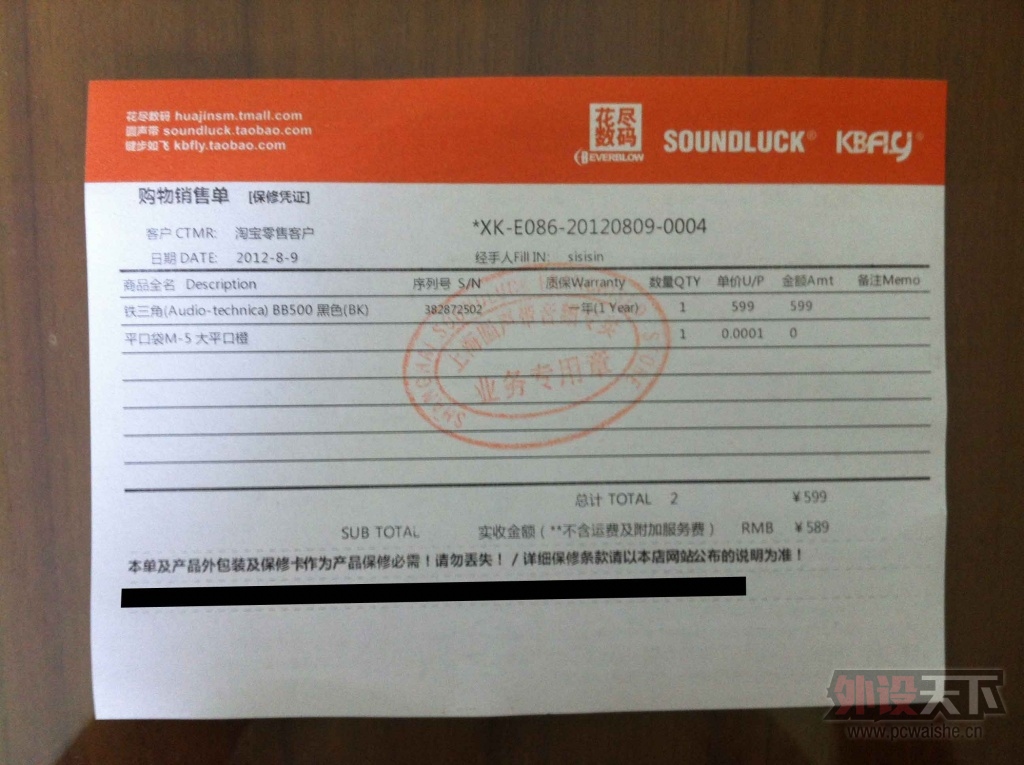 花尽数码 huajinsm.tmall.com
圆声带 soundluck.taobao.com
键步如飞 kbfly.taobao.com
花尽数码
EVERBLOW
SOUNDLUCK®
KBFly®
购物销售单 [保修凭证]
客户 CTMR: 淘宝零售客户 *XK-E086-20120809-0004
日期 DATE: 2012-8-9 经手人Fill IN: sisisin
商品全名 Description 序列号 S/N 质保Warranty 数量QTY 单价U/P 金额Amt 备注Memo
铁三角(Audio-technica) BB500 黑色(BK) 382872502 一年(1 Year) 1 599 599
平口袋M-5 大平口橙 1 0.0001 0
业务专用章
总计 TOTAL 2 ¥599
SUB TOTAL 实收金额（**不含运费及附加服务费） RMB ¥589
本单及产品外包装及保修卡作为产品保修必需！请勿丢失！/ 详细保修条款请以本店网站公布的说明为准！
外设天下
www.pcwaishe.cn